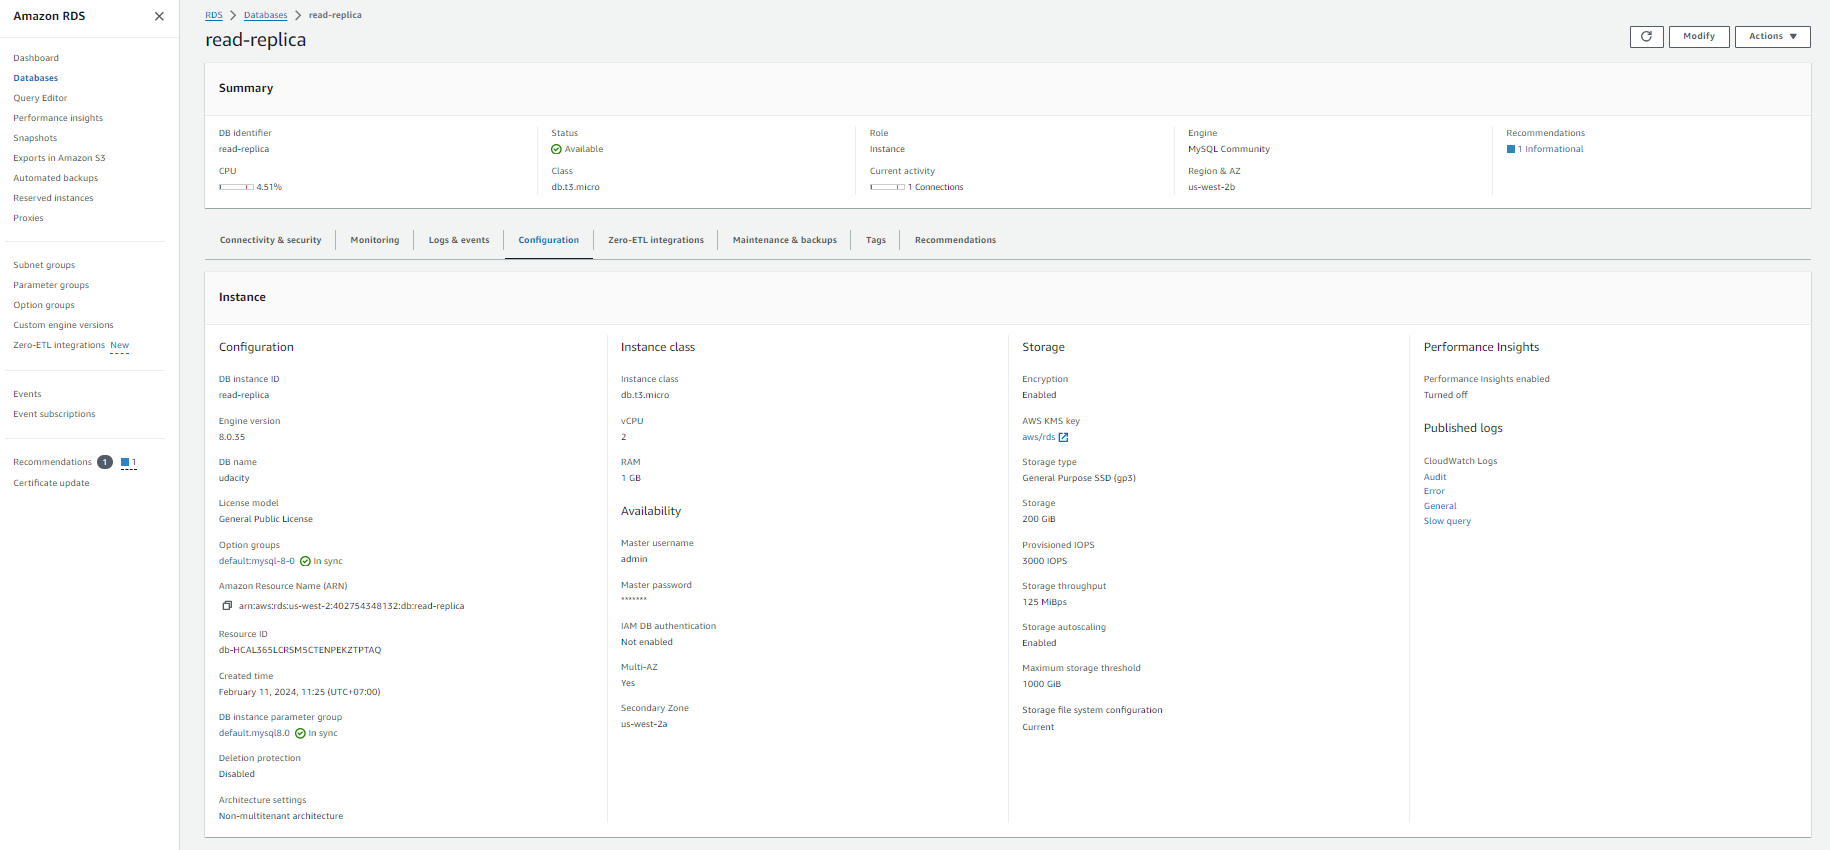 Amazon RDS
Dashboard
Databases
Query Editor
Performance insights
Snapshots
Exports in Amazon S3
Automated backups
Reserved instances
Proxies
Subnet groups
Parameter groups
Option groups
Custom engine versions
Zero-ETL integrations New
Events
Event subscriptions
Recommendations 1 1
Certificate update
RDS > Databases > read-replica
read-replica
Modify
Actions
Summary
DB identifier
read-replica
CPU
4.51%
Status
Available
Class
db.t3.micro
Role
Instance
Current activity
1 Connections
Engine
MySQL Community
Region & AZ
us-west-2b
Recommendations
1 Informational
Connectivity & security
Monitoring
Logs & events
Configuration
Zero-ETL integrations
Maintenance & backups
Tags
Recommendations
Instance
Configuration
DB instance ID
read-replica
Engine version
8.0.35
DB name
udacity
License model
General Public License
Option groups
default:mysql-8-0 In sync
Amazon Resource Name (ARN)
arn:aws:rds:us-west-2:402754348132:db:read-replica
Resource ID
db-HCAL365LCRSM5CTENPEKZTPTAQ
Created time
February 11, 2024, 11:25 (UTC+07:00)
DB instance parameter group
default.mysql8.0 In sync
Deletion protection
Disabled
Architecture settings
Non-multitenant architecture
Instance class
Instance class
db.t3.micro
vCPU
2
RAM
1 GB
Availability
Master username
admin
Master password
*******
IAM DB authentication
Not enabled
Multi-AZ
Yes
Secondary Zone
us-west-2a
Storage
Encryption
Enabled
AWS KMS key
aws/rds
Storage type
General Purpose SSD (gp3)
Storage
200 GiB
Provisioned IOPS
3000 IOPS
Storage throughput
125 MiBps
Storage autoscaling
Enabled
Maximum storage threshold
1000 GiB
Storage file system configuration
Current
Performance Insights
Performance Insights enabled
Turned off
Published logs
CloudWatch Logs
Audit
Error
General
Slow query